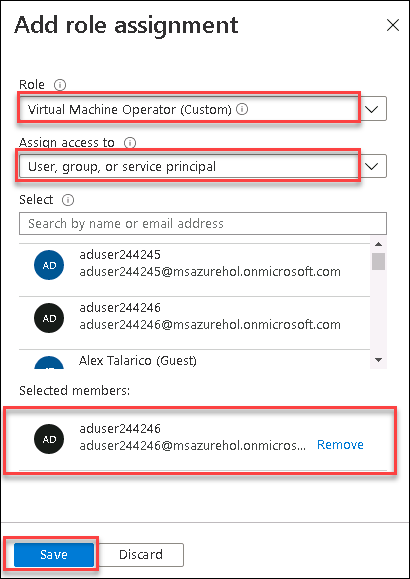 Add role assignment
Role
Virtual Machine Operator (Custom)
Assign access to
User, group, or service principal
Select
Search by name or email address
AD
aduser244245
aduser244245@msazurehol.onmicrosoft.com
AD
aduser244246
aduser244246@msazurehol.onmicrosoft.com
Alex Talarico (Guest)
Selected members:
AD
aduser244246
aduser244246@msazurehol.onmicros... Remove
Save Discard